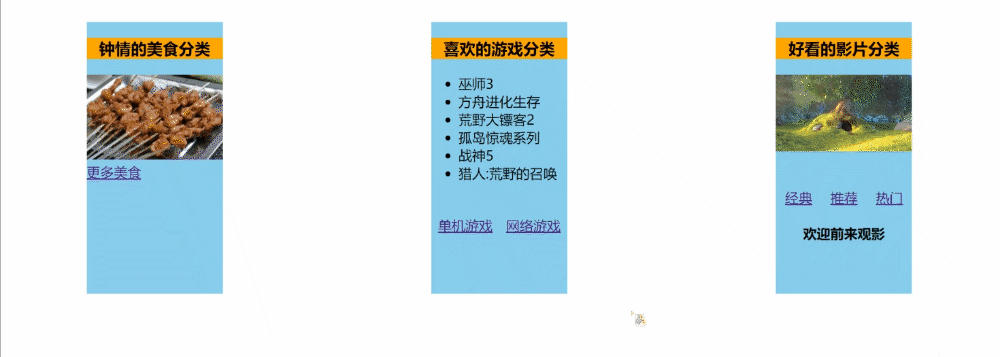 钟情的美食分类
更多美食
喜欢的游戏分类
巫师3
方舟进化生存
荒野大镖客2
孤岛惊魂系列
战神5
猎人:荒野的召唤
单机游戏 网络游戏
好看的影片分类
经典 推荐 热门
欢迎前来观影